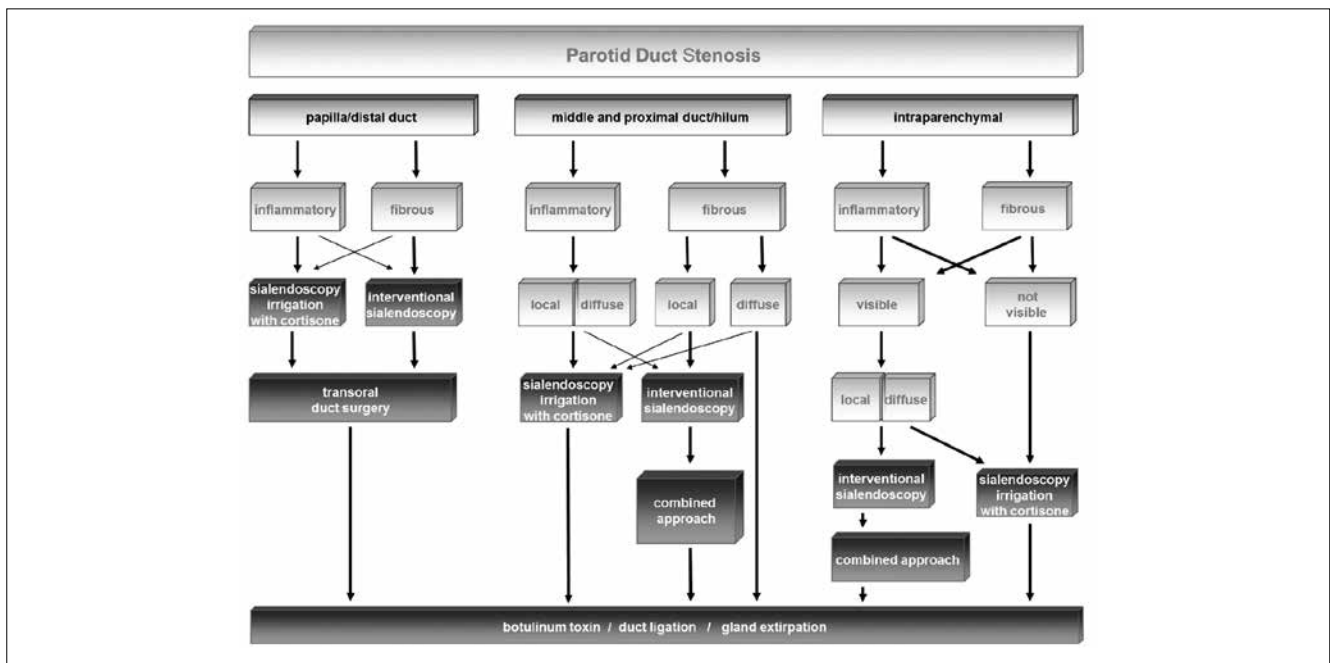 Parotid Duct Stenosis
papilla/distal duct
middle and proximal duct/hilum
intraparenchymal
inflammatory
fibrous
inflammatory
fibrous
inflammatory
fibrous
sialendoscopy
irrigation
with cortisone
interventional
sialendoscopy
local
diffuse
local
diffuse
visible
not
visible
transoral
duct surgery
sialendoscopy
irrigation
with cortisone
interventional
sialendoscopy
local
diffuse
combined
approach
interventional
sialendoscopy
sialendoscopy
irrigation
with cortisone
combined approach
botulinum toxin / duct ligation / gland extirpation